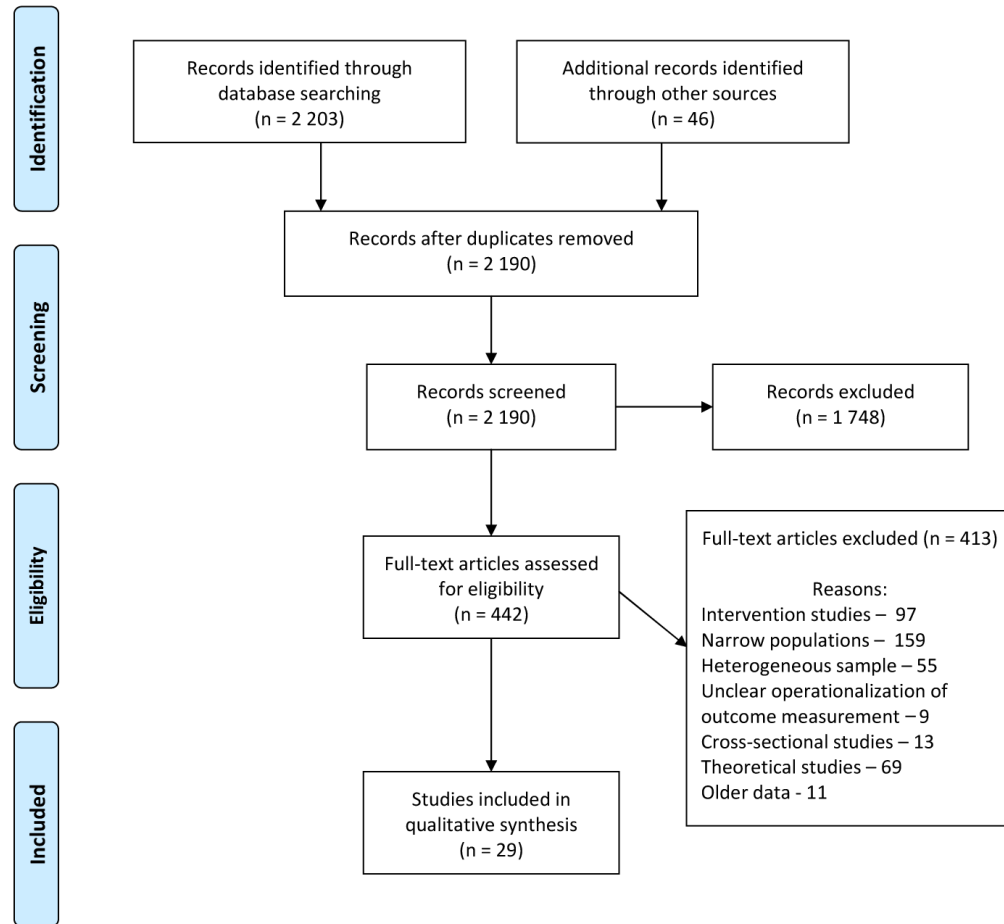 Identification
Records identified through
database searching
(n = 2 203)
Additional records identified
through other sources
(n = 46)
Records after duplicates removed
(n = 2 190)
Screening
Records screened
(n = 2 190)
Records excluded
(n = 1 748)
Eligibility
Full-text articles assessed
for eligibility
(n = 442)
Full-text articles excluded (n = 413)
Reasons:
Intervention studies – 97
Narrow populations – 159
Heterogeneous sample – 55
Unclear operationalization of
outcome measurement – 9
Cross-sectional studies – 13
Theoretical studies – 69
Older data - 11
Included
Studies included in
qualitative synthesis
(n = 29)